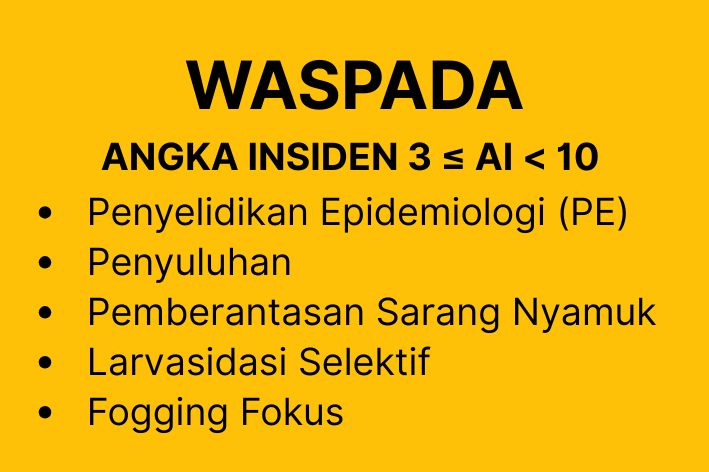 WASPADA
ANGKA INSIDEN 3 ≤ AI < 10
• Penyelidikan Epidemiologi (PE)
• Penyuluhan
• Pemberantasan Sarang Nyamuk
• Larvasidasi Selektif
• Fogging Fokus